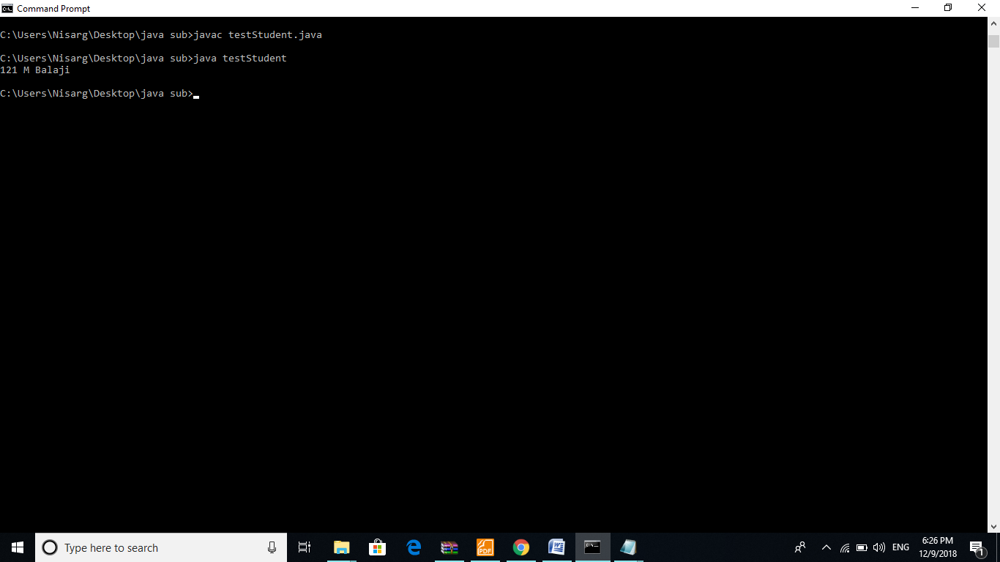 Command Prompt
C:\Users\Nisarg\Desktop\java sub>javac testStudent.java
C:\Users\Nisarg\Desktop\java sub>java testStudent
121 M Balaji
C:\Users\Nisarg\Desktop\java sub>
Type here to search
PDF
ENG
6:26 PM
12/9/2018
1